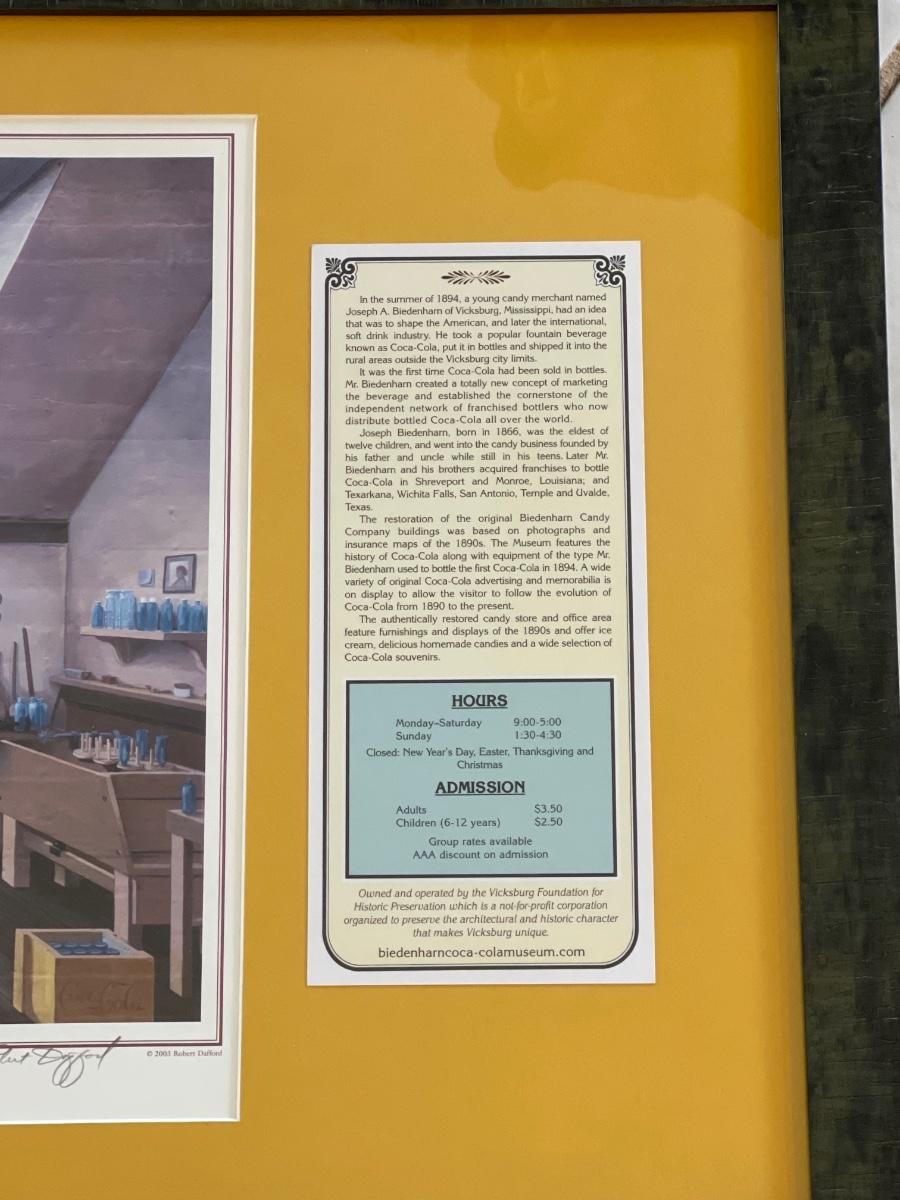 In the summer of 1894, a young candy merchant named
Joseph A. Biedenharn of Vicksburg, Mississippi, had an idea
that was to shape the American, and later the international,
soft drink industry. He took a popular fountain beverage
known as Coca-Cola, put it in bottles and shipped it into the
rural areas outside the Vicksburg city limits.
It was the first time Coca-Cola had been sold in bottles.
Mr. Biedenharn created a totally new concept of marketing
the beverage and established the cornerstone of the
independent network of franchised bottlers who now
distribute bottled Coca-Cola all over the world.
Joseph Biedenharn, born in 1866, was the eldest of
twelve children, and went into the candy business founded by
his father and uncle while still in his teens. Later Mr.
Biedenharn and his brothers acquired franchises to bottle
Coca-Cola in Shreveport and Monroe, Louisiana; and
Texarkana, Wichita Falls, San Antonio, Temple and Uvalde,
Texas.
The restoration of the original Biedenharn Candy
Company buildings was based on photographs and
insurance maps of the 1890s. The Museum features the
history of Coca-Cola along with equipment of the type Mr.
Biedenharn used to bottle the first Coca-Cola in 1894. A wide
variety of original Coca-Cola advertising and memorabilia is
on display to allow the visitor to follow the evolution of
Coca-Cola from 1890 to the present.
The authentically restored candy store and office area
feature furnishings and displays of the 1890s and offer ice
cream, delicious homemade candies and a wide selection of
Coca-Cola souvenirs.
HOURS
Monday–Saturday 9:00-5:00
Sunday 1:30-4:30
Closed: New Year's Day, Easter, Thanksgiving and
Christmas
ADMISSION
Adults $3.50
Children (6-12 years) $2.50
Group rates available
AAA discount on admission
Owned and operated by the Vicksburg Foundation for
Historic Preservation which is a not-for-profit corporation
organized to preserve the architectural and historic character
that makes Vicksburg unique.
biedenharncoca-colamuseum.com
Coca-Cola
Dafford
© 2003 Robert Dafford